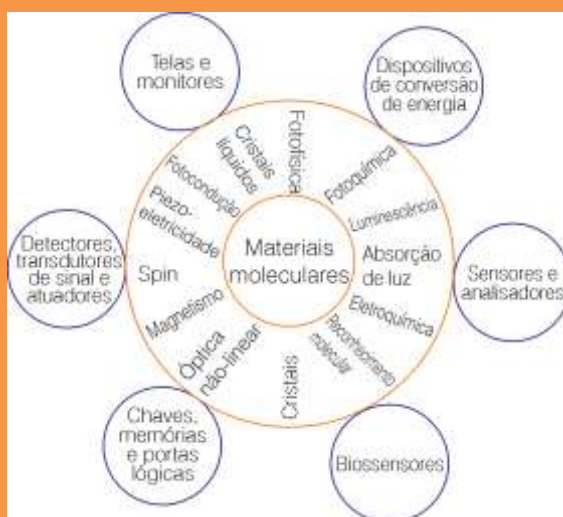 Telas e
monitores
Dispositivos
de conversão
de energia
Sensores e
analisadores
Biossensores
Chaves,
memórias
e portas
lógicas
Detectores,
transdutores
de sinal e
atuadores
Fotofísica
Fotoquímica
Luminescência
Absorção
de luz
Eletroquímica
Reconhecimento
molecular
Cristais
Óptica
não-linear
Magnetismo
Spin
Piezo-
eletricidade
Fotocondução
Cristais
líquidos
Materiais
moleculares